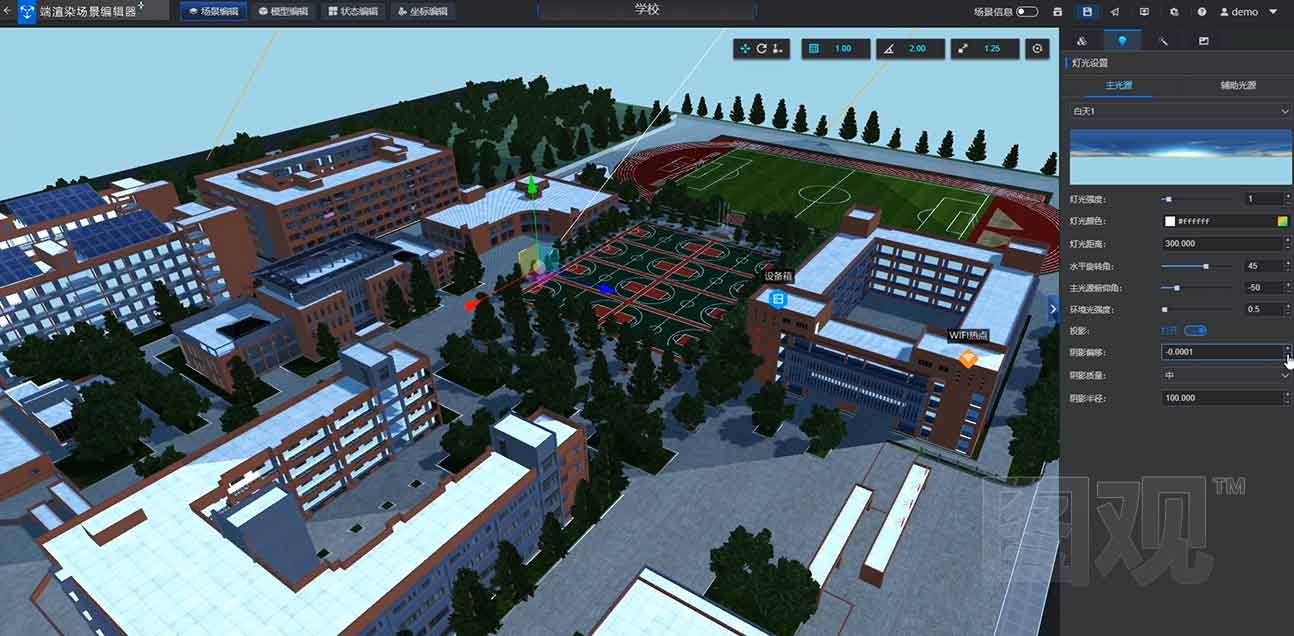 端渲染场景编辑器
场景编辑
模型编辑
状态编辑
坐标编辑
学校
场景信息
demo
1.00
2.00
1.25
灯光设置
主光源
辅助光源
白天1
灯光强度: 1
灯光颜色: #ffffff
灯光距离: 300.000
水平旋转角: 45
主光源俯仰角: -50
环境光强度: 0.5
投影: 打开
阴影偏移: -0.0001
阴影质量: 中
阴影半径: 100.000
设备箱
WIFI热点
图观™